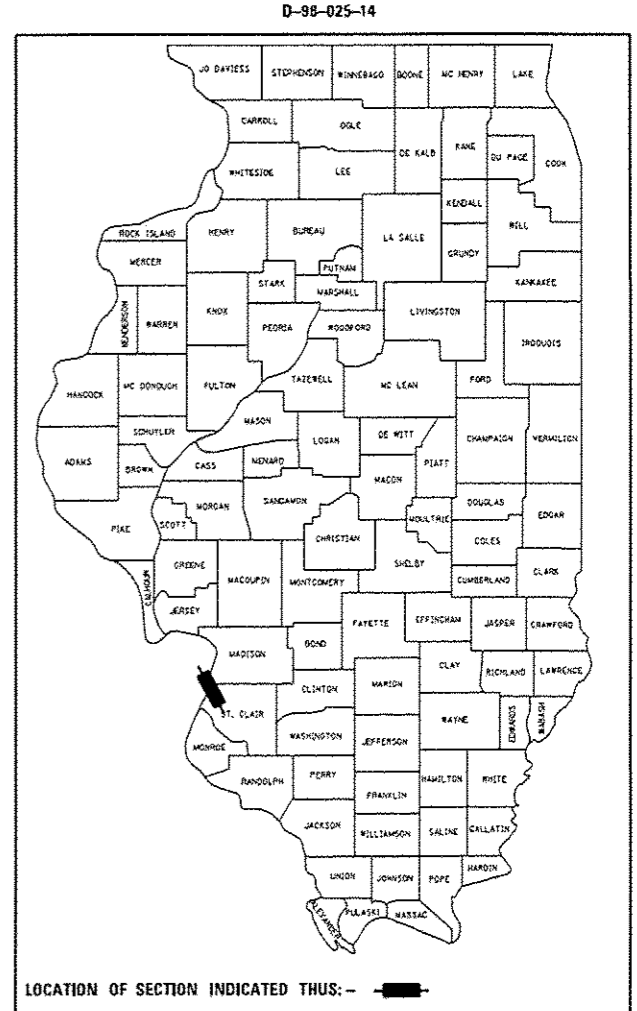 D-98-025-14
JO DAVIESS STEPHENSON WINNEBAGO BOONE MC HENRY LAKE
CARROLL OGLE DE KALB KANE DU PAGE COOK
WHITESIDE LEE
KENDALL WILL
ROCK ISLAND HENRY BUREAU LA SALLE GRUNDY
MERCER PUTNAM KANKAKEE
STARK MARSHALL
HENDERSON WARREN KNOX PEORIA WOODFORD LIVINGSTON IROQUOIS
HANCOCK MC DONOUGH FULTON TAZEWELL MC LEAN FORD
MASON
SCHUYLER LOGAN DE WITT CHAMPAIGN VERMILION
ADAMS BROWN CASS MENARD PIATT
MACON
PIKE SCOTT MORGAN SANGAMON MOULTRIE DOUGLAS EDGAR
CHRISTIAN COLES
GREENE SHELBY
CALHOUN MACOUPIN MONTGOMERY CUMBERLAND CLARK
JERSEY
FAYETTE EFFINGHAM JASPER CRAWFORD
MADISON BOND
CLAY RICHLAND LAWRENCE
CLINTON MARION
ST. CLAIR WAYNE EDWARDS WABASH
MONROE WASHINGTON JEFFERSON
RANDOLPH PERRY HAMILTON WHITE
FRANKLIN
JACKSON WILLIAMSON SALINE GALLATIN
UNION JOHNSON POPE HARDIN
ALEXANDER PULASKI MASSAC
LOCATION OF SECTION INDICATED THUS: -